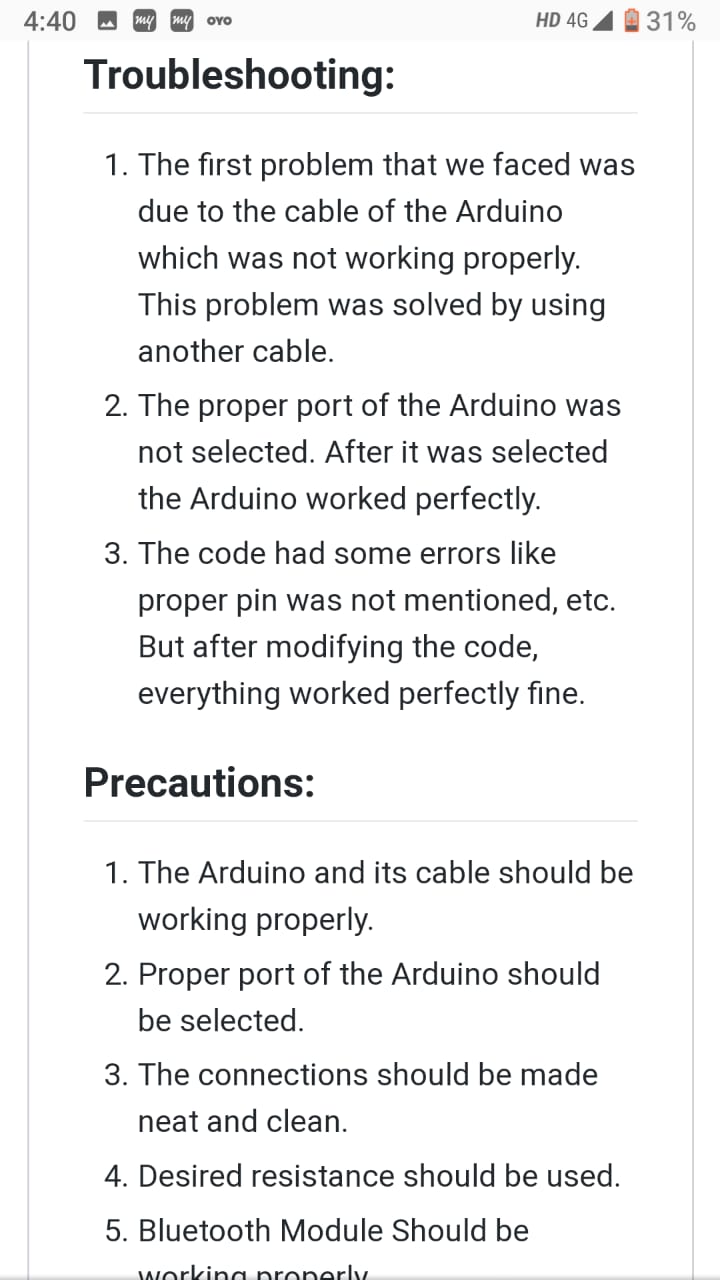 4:40 my my OYO HD 4G 31%
Troubleshooting:
1. The first problem that we faced was
due to the cable of the Arduino
which was not working properly.
This problem was solved by using
another cable.
2. The proper port of the Arduino was
not selected. After it was selected
the Arduino worked perfectly.
3. The code had some errors like
proper pin was not mentioned, etc.
But after modifying the code,
everything worked perfectly fine.
Precautions:
1. The Arduino and its cable should be
working properly.
2. Proper port of the Arduino should
be selected.
3. The connections should be made
neat and clean.
4. Desired resistance should be used.
5. Bluetooth Module Should be
working properly